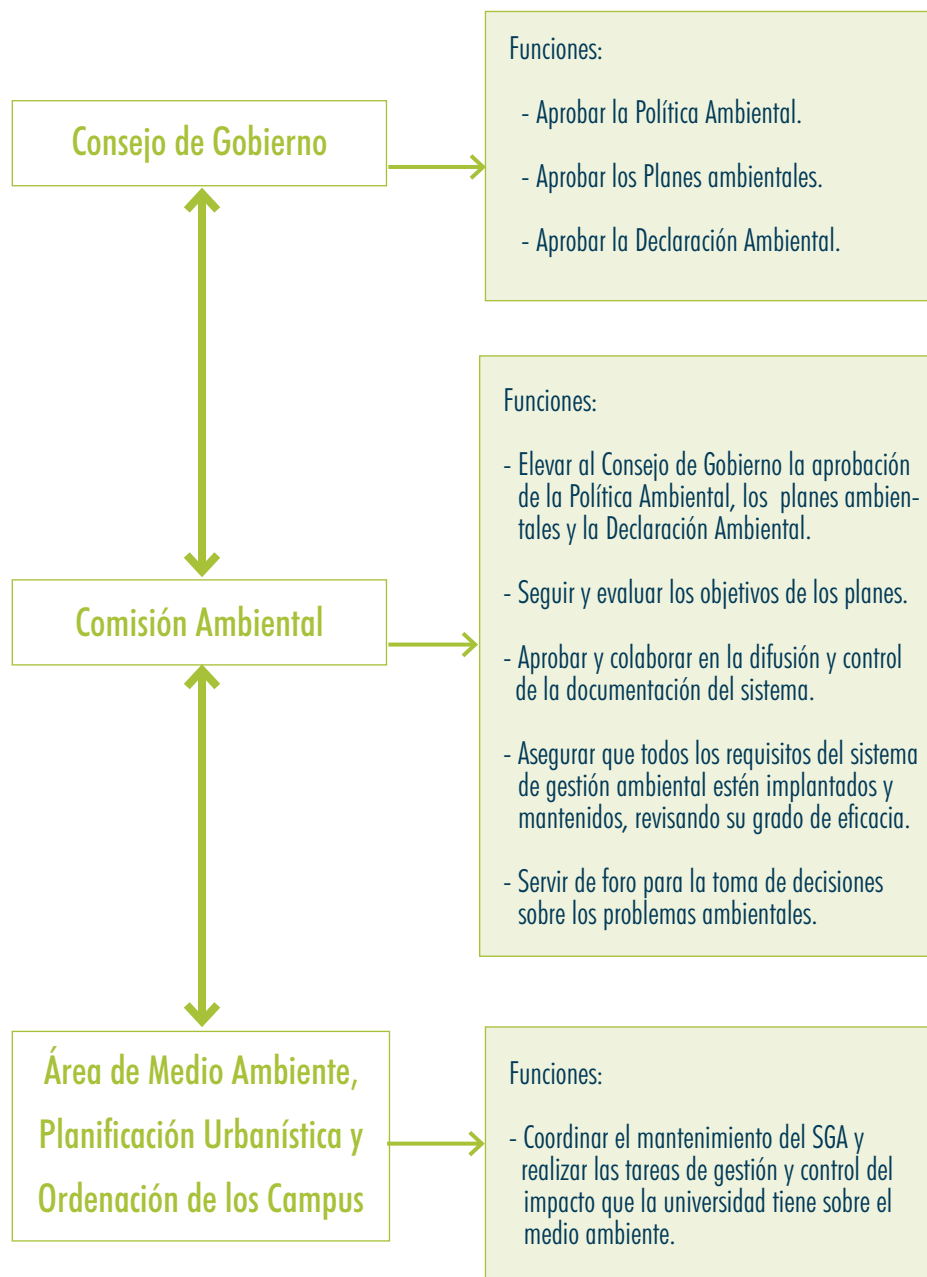 Consejo de Gobierno
Funciones:
- Aprobar la Política Ambiental.
- Aprobar los Planes ambientales.
- Aprobar la Declaración Ambiental.
Comisión Ambiental
Funciones:
- Elevar al Consejo de Gobierno la aprobación
de la Política Ambiental, los planes ambien-
tales y la Declaración Ambiental.
- Seguir y evaluar los objetivos de los planes.
- Aprobar y colaborar en la difusión y control
de la documentación del sistema.
- Asegurar que todos los requisitos del sistema
de gestión ambiental estén implantados y
mantenidos, revisando su grado de eficacia.
- Servir de foro para la toma de decisiones
sobre los problemas ambientales.
Área de Medio Ambiente,
Planificación Urbanística y
Ordenación de los Campus
Funciones:
- Coordinar el mantenimiento del SGA y
realizar las tareas de gestión y control del
impacto que la universidad tiene sobre el
medio ambiente.